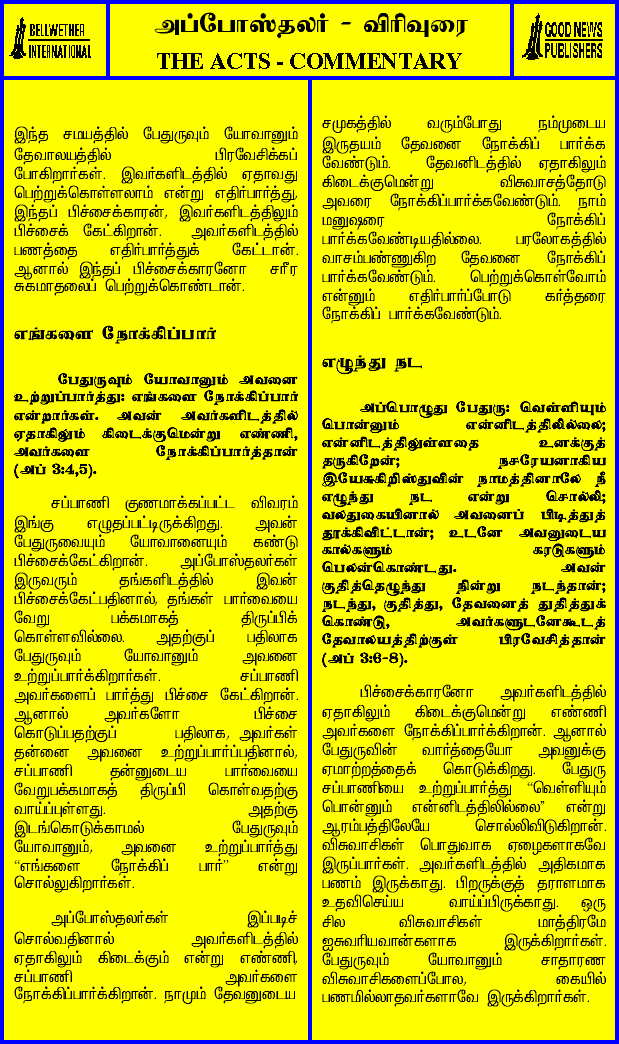 BELLWETHER
INTERNATIONAL
அப்போஸ்தலர் - விரிவுரை
THE ACTS - COMMENTARY
GOOD NEWS
PUBLISHERS
இந்த சமயத்தில் பேதுருவும் யோவானும்
தேவாலயத்தில் பிரவேசிக்கப்
போகிறார்கள். இவர்களிடத்தில் ஏதாவது
பெற்றுக்கொள்ளலாம் என்று எதிர்பார்த்து,
இந்தப் பிச்சைக்காரன், இவர்களிடத்திலும்
பிச்சைக் கேட்கிறான். அவர்களிடத்தில்
பணத்தை எதிர்பார்த்துக் கேட்டான்.
ஆனால் இந்தப் பிச்சைக்காரனோ சரீர
சுகமாதலைப் பெற்றுக்கொண்டான்.
எங்களை நோக்கிப்பார்
பேதுருவும் யோவானும் அவனை
உற்றுப்பார்த்து: எங்களை நோக்கிப்பார்
என்றார்கள். அவன் அவர்களிடத்தில்
ஏதாகிலும் கிடைக்குமென்று எண்ணி,
அவர்களை நோக்கிப்பார்த்தான்
(அப் 3:4,5).
சப்பாணி குணமாக்கப்பட்ட விவரம்
இங்கு எழுதப்பட்டிருக்கிறது. அவன்
பேதுருவையும் யோவானையும் கண்டு
பிச்சைகேட்கிறான். அப்போஸ்தலர்கள்
இருவரும் தங்களிடத்தில் இவன்
பிச்சைகேட்பதினால், தங்கள் பார்வையை
வேறு பக்கமாகத் திருப்பிக்
கொள்ளவில்லை. அதற்குப் பதிலாக
பேதுருவும் யோவானும் அவனை
உற்றுப்பார்க்கிறார்கள். சப்பாணி
அவர்களைப் பார்த்து பிச்சை கேட்கிறான்.
ஆனால் அவர்களோ பிச்சை
கொடுப்பதற்குப் பதிலாக, அவர்கள்
தன்னை அவனை உற்றுபார்ப்பதினால்,
சப்பாணி தன்னுடைய பார்வையை
வேறுபக்கமாகத் திருப்பி கொள்வதற்கு
வாய்ப்புள்ளது. அதற்கு
இடங்கொடுக்காமல் பேதுருவும்
யோவானும், அவனை உற்றுபார்த்து
“எங்களை நோக்கிப் பார்” என்று
சொல்லுகிறார்கள்.
அப்போஸ்தலர்கள் இப்படிச்
சொல்வதினால் அவர்களிடத்தில்
ஏதாகிலும் கிடைக்கும் என்று எண்ணி,
சப்பாணி அவர்களை
நோக்கிப்பார்க்கிறான். நாமும் தேவனுடைய
சமுகத்தில் வரும்போது நம்முடைய
இருதயம் தேவனை நோக்கிப் பார்க்க
வேண்டும். தேவனிடத்தில் ஏதாகிலும்
கிடைக்குமென்று விசுவாசத்தோடு
அவரை நோக்கிப்பார்க்கவேண்டும். நாம்
மனுஷரை நோக்கிப்
பார்க்கவேண்டியதில்லை. பரலோகத்தில்
வாசம்பண்ணுகிற தேவனை நோக்கிப்
பார்க்கவேண்டும். பெற்றுக்கொள்வோம்
என்னும் எதிர்பார்ப்போடு கர்த்தரை
நோக்கிப் பார்க்கவேண்டும்.
எழுந்து நட
அப்பொழுது பேதுரு: வெள்ளியும்
பொன்னும் என்னிடத்திலில்லை;
என்னிடத்திலுள்ளதை உனக்குத்
தருகிறேன்; நசரேயனாகிய
இயேசுகிறிஸ்துவின் நாமத்தினாலே நீ
எழுந்து நட என்று சொல்லி;
வலதுகையினால் அவனைப் பிடித்துத்
தூக்கிவிட்டான்; உடனே அவனுடைய
கால்களும் கரடுகளும்
பெலன்கொண்டது. அவன்
குதித்தெழுந்து நின்று நடந்தான்;
நடந்து, குதித்து, தேவனைத் துதித்துக்
கொண்டு, அவர்களுடனேகூடத்
தேவாலயத்திற்குள் பிரவேசித்தான்
(அப் 3:6-8).
பிச்சைக்காரனோ அவர்களிடத்தில்
ஏதாகிலும் கிடைக்குமென்று எண்ணி
அவர்களை நோக்கிப்பார்க்கிறான். ஆனால்
பேதுருவின் வார்த்தையோ அவனுக்கு
ஏமாற்றத்தைக் கொடுக்கிறது. பேதுரு
சப்பாணியை உற்றுப்பார்த்து “வெள்ளியும்
பொன்னும் என்னிடத்திலில்லை” என்று
ஆரம்பத்திலேயே சொல்லிவிடுகிறான்.
விசுவாசிகள் பொதுவாக ஏழைகளாகவே
இருப்பார்கள். அவர்களிடத்தில் அதிகமாக
பணம் இருக்காது. பிறருக்குத் தராளமாக
உதவிசெய்ய வாய்ப்பிருக்காது. ஒரு
சில விசுவாசிகள் மாத்திரமே
ஐசுவரியவான்களாக இருக்கிறார்கள்.
பேதுருவும் யோவானும் சாதாரண
விசுவாசிகளைப்போல, கையில்
பணமில்லாதவர்களாவே இருக்கிறார்கள்.